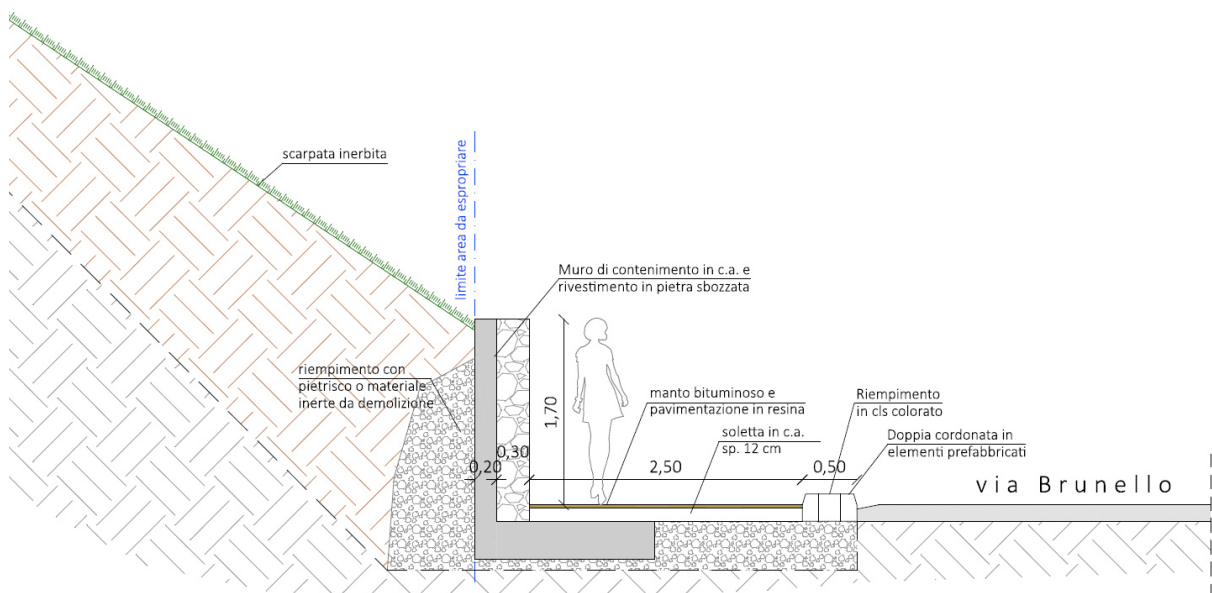 scarpata inerbita
limite area da espropriare
Muro di contenimento in c.a. e
rivestimento in pietra sbozzata
riempimento con
pietrisco o materiale
inerte da demolizione
1,70
manto bituminoso e
pavimentazione in resina
Riempimento
in cls colorato
soletta in c.a.
sp. 12 cm
Doppia cordonata in
elementi prefabbricati
0,20
0,30
2,50
0,50
via Brunello